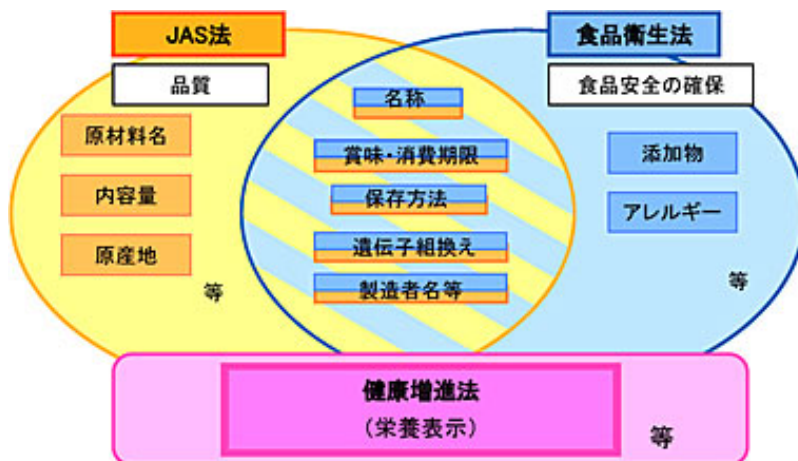 JAS法
食品衛生法
品質
食品安全の確保
名称
原材料名
賞味・消費期限
添加物
内容量
保存方法
アレルギー
原産地
遺伝子組換え
等
製造者名等
等
健康増進法
(栄養表示)
等